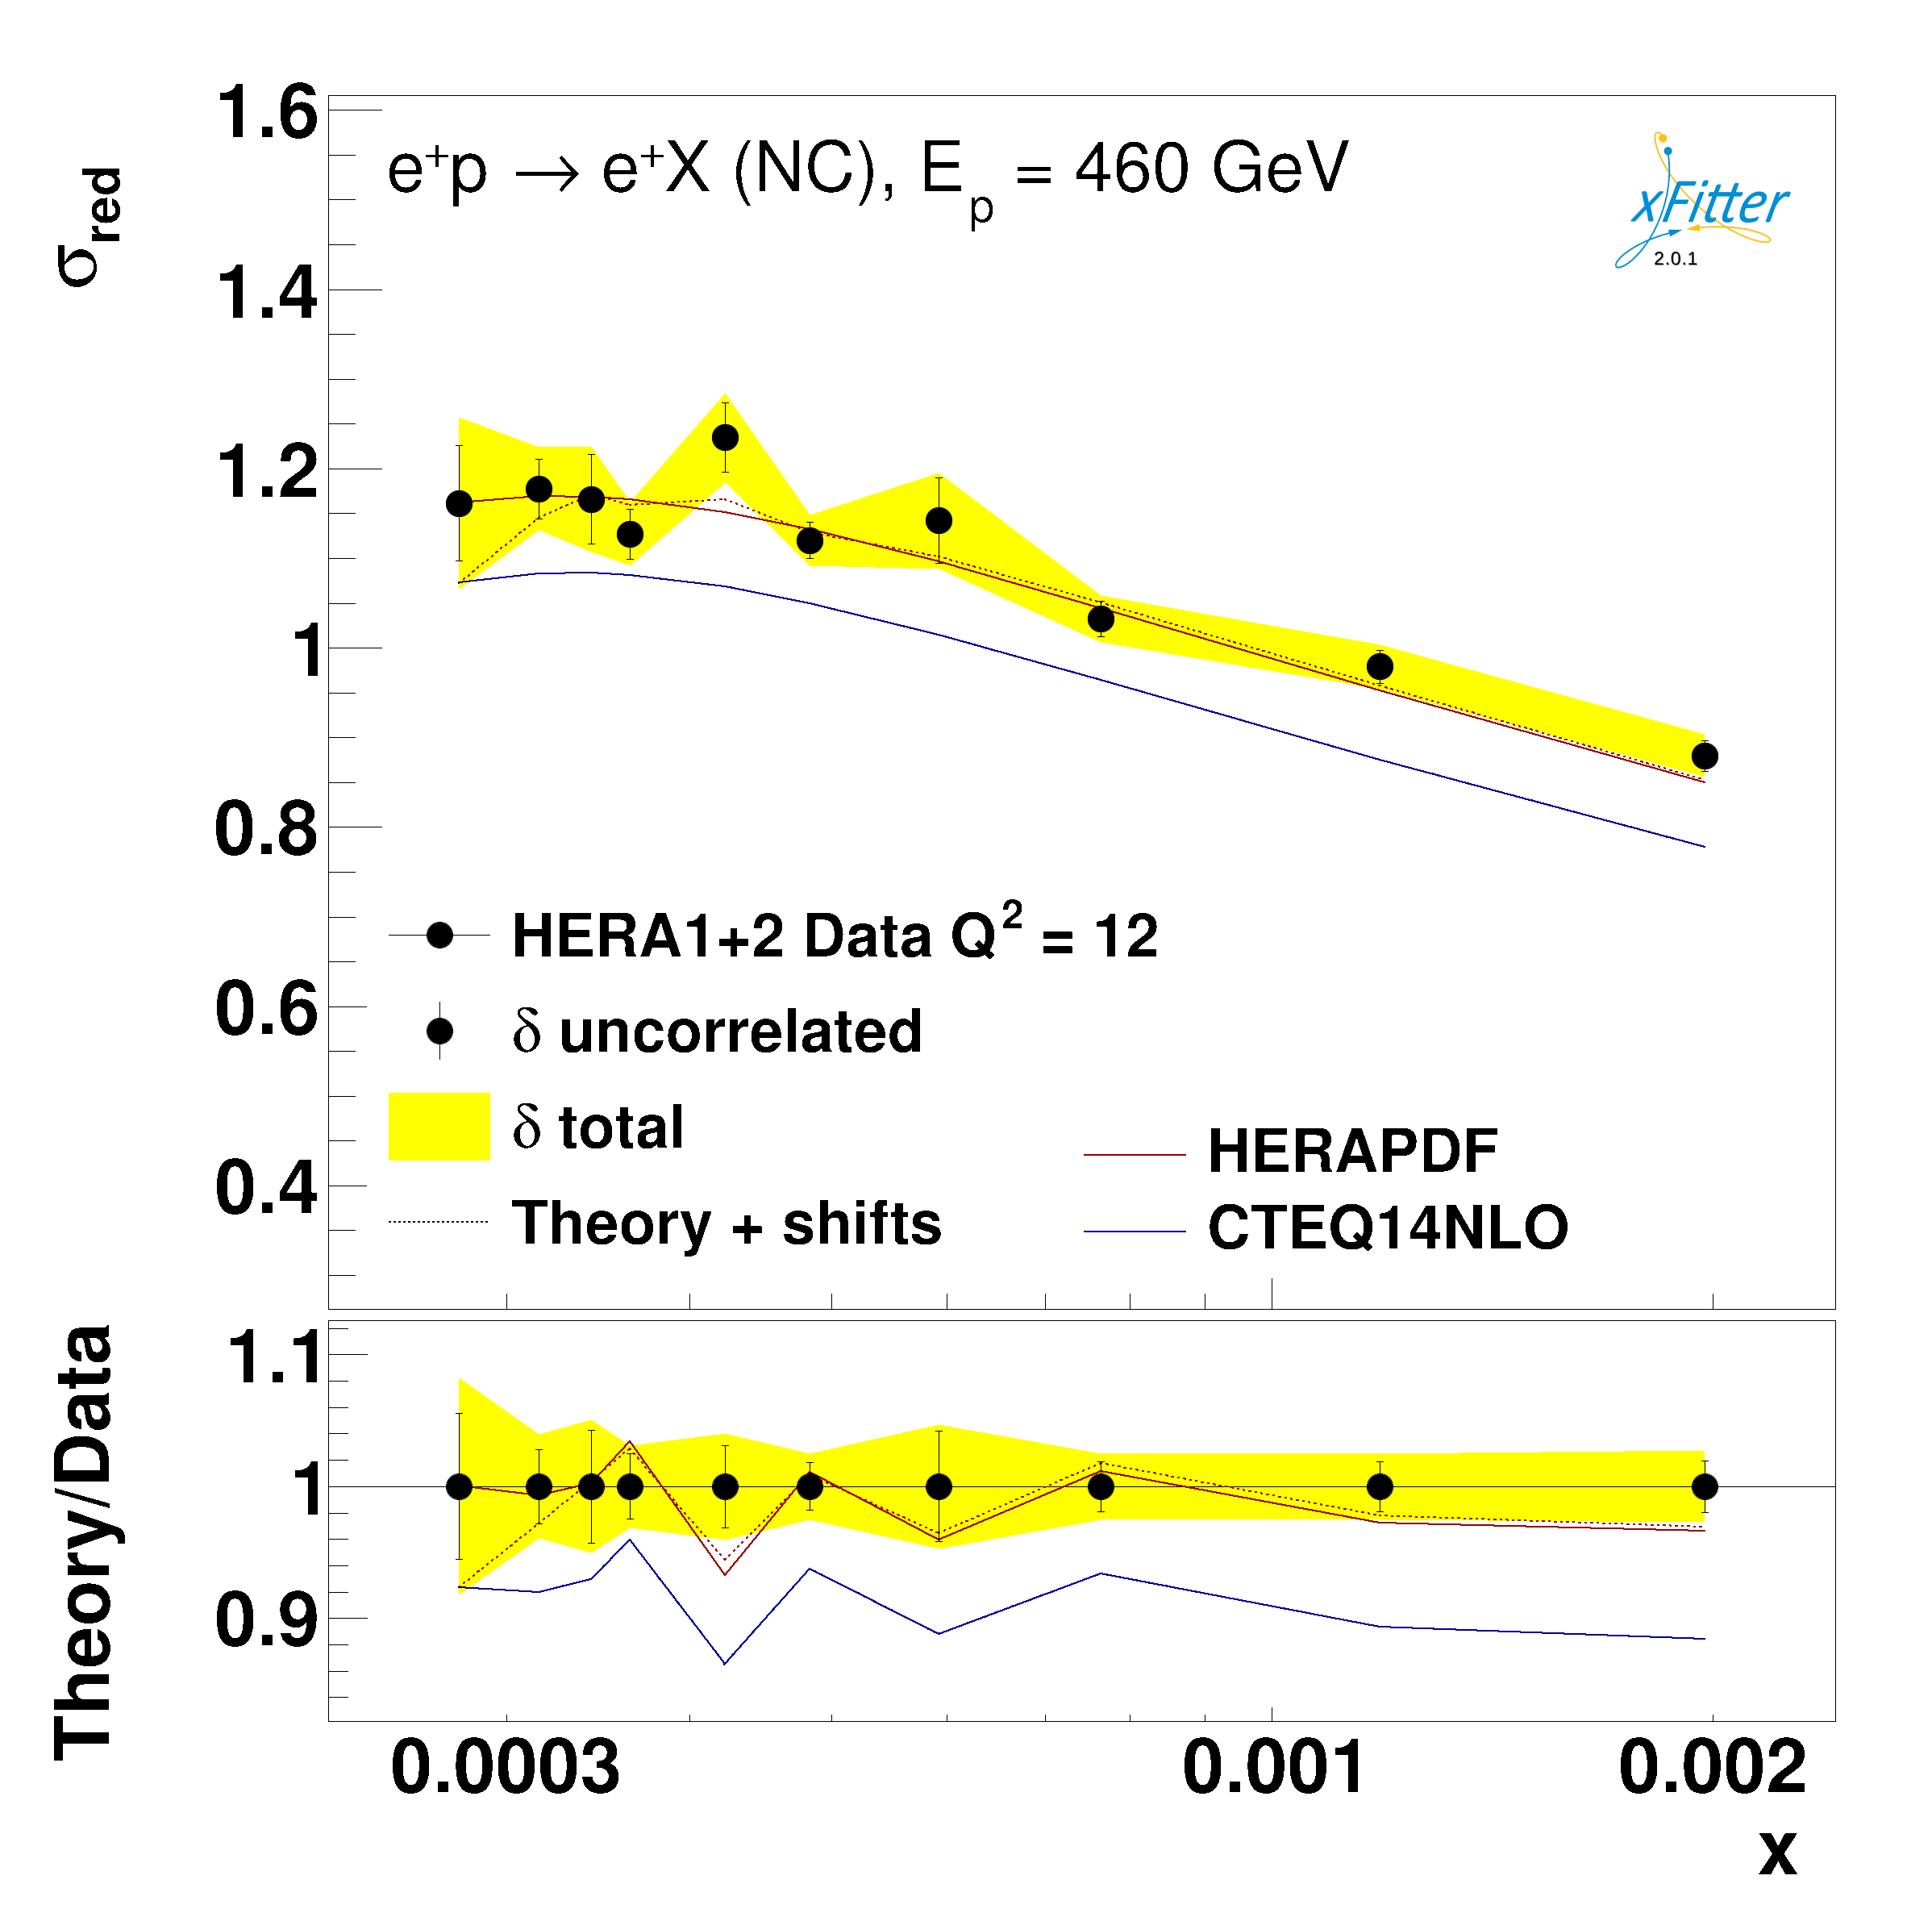 σred
1.6
1.4
1.2
1
0.8
0.6
0.4
e⁺p → e⁺X (NC), Ep = 460 GeV
xFitter
2.0.1
HERA1+2 Data Q² = 12
δ uncorrelated
δ total
Theory + shifts
HERAPDF
CTEQ14NLO
Theory/Data
1.1
1
0.9
0.0003 0.001 0.002
x